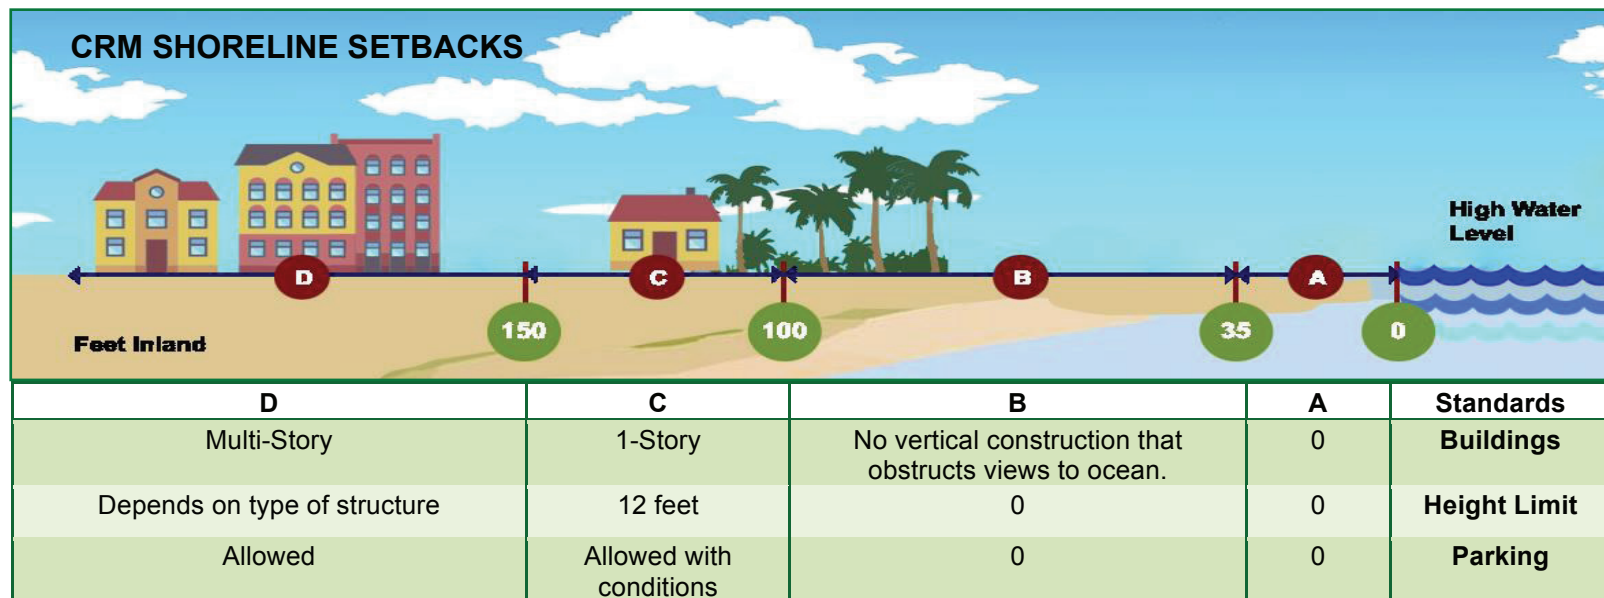 CRM SHORELINE SETBACKS
High Water
Level
D
C
B
A
150
100
35
0
Feet Inland
D C B A Standards
Multi-Story 1-Story No vertical construction that 0 Buildings
obstructs views to ocean.
Depends on type of structure 12 feet 0 0 Height Limit
Allowed Allowed with 0 0 Parking
conditions